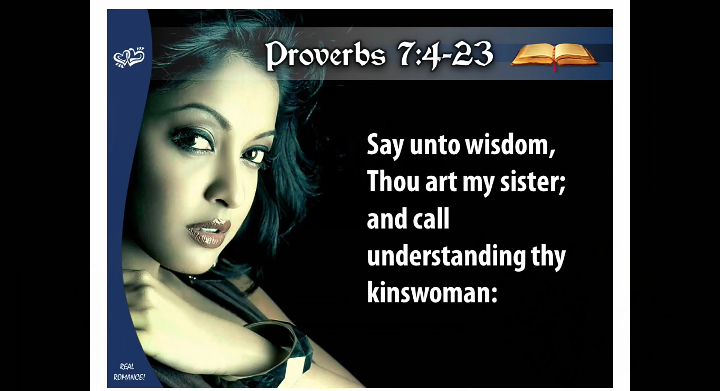 Proverbs 7:4-23
Say unto wisdom,
Thou art my sister;
and call
understanding thy
kinswoman:
REAL
ROMANCE!